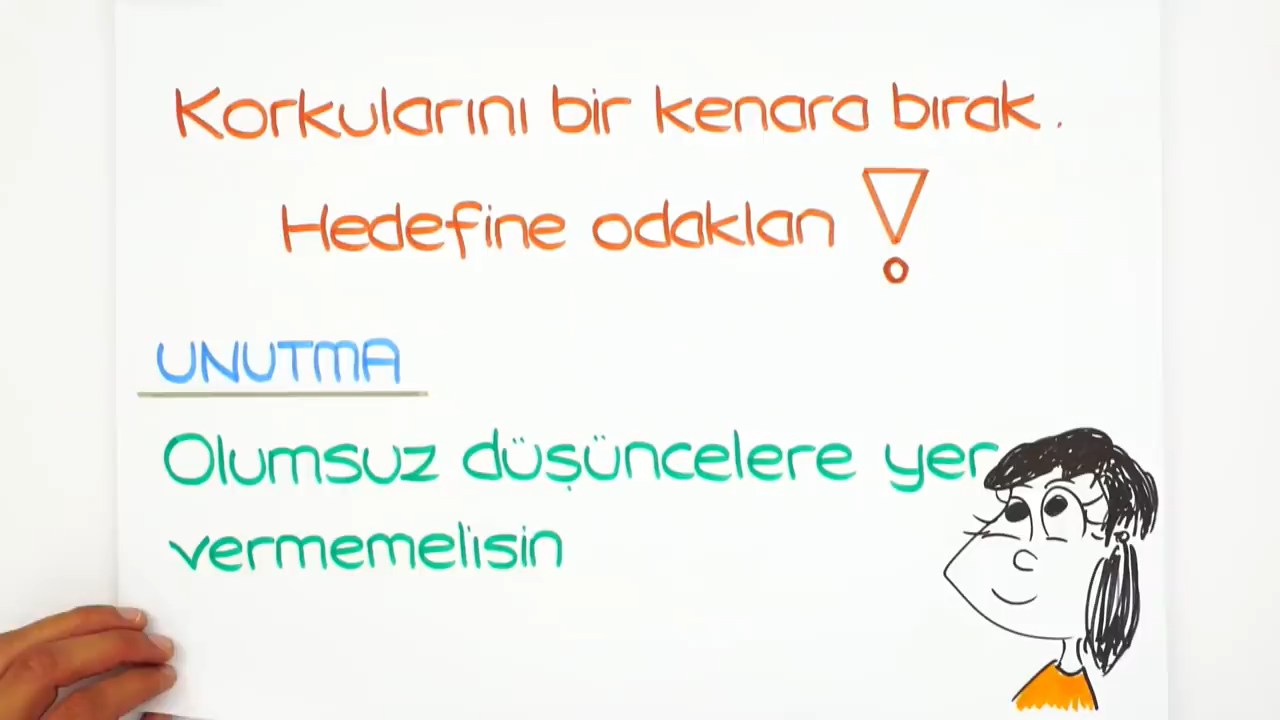 Korkularını bir kenara bırak.
Hedefine odaklan!
UNUTMA
Olumsuz düşüncelere yer
vermemelisin